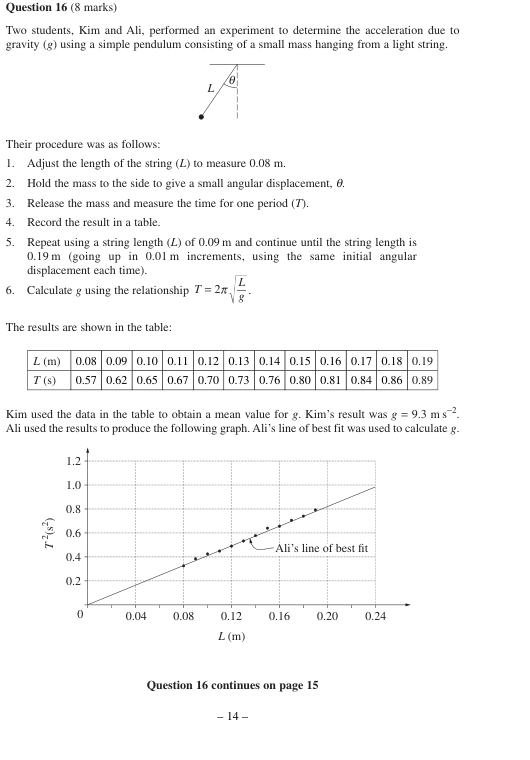 Question 16 (8 marks)
Two students, Kim and Ali, performed an experiment to determine the acceleration due to
gravity (g) using a simple pendulum consisting of a small mass hanging from a light string.
θ
L
Their procedure was as follows:
1. Adjust the length of the string (L) to measure 0.08 m.
2. Hold the mass to the side to give a small angular displacement, θ.
3. Release the mass and measure the time for one period (T).
4. Record the result in a table.
5. Repeat using a string length (L) of 0.09 m and continue until the string length is
0.19 m (going up in 0.01 m increments, using the same initial angular
displacement each time).
6. Calculate g using the relationship T = 2π√(L/g).
The results are shown in the table:
L (m) 0.08 0.09 0.10 0.11 0.12 0.13 0.14 0.15 0.16 0.17 0.18 0.19
T (s) 0.57 0.62 0.65 0.67 0.70 0.73 0.76 0.80 0.81 0.84 0.86 0.89
Kim used the data in the table to obtain a mean value for g. Kim's result was g = 9.3 m s⁻².
Ali used the results to produce the following graph. Ali's line of best fit was used to calculate g.
1.2
1.0
0.8
T²(s²)
0.6
Ali's line of best fit
0.4
0.2
0 0.04 0.08 0.12 0.16 0.20 0.24
L (m)
Question 16 continues on page 15
– 14 –